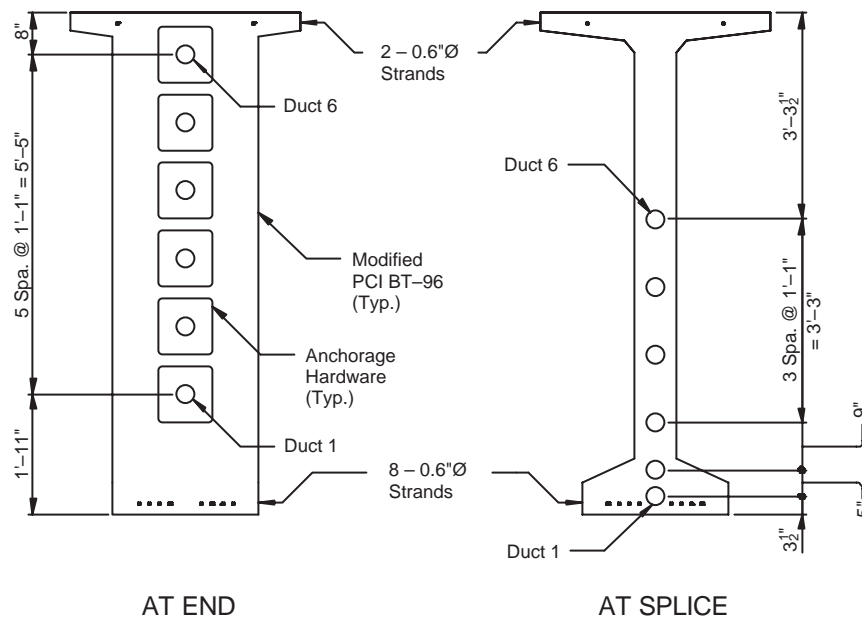 8"
5 Spa. @ 1'–1" = 5'–5"
1'–11"
Duct 6
Modified
PCI BT–96
(Typ.)
Anchorage
Hardware
(Typ.)
Duct 1
2 – 0.6"Ø
Strands
8 – 0.6"Ø
Strands
Duct 6
Duct 1
3'–3½"
3 Spa. @ 1'–1"
= 3'–3"
9"
5"
3½"
AT END
AT SPLICE